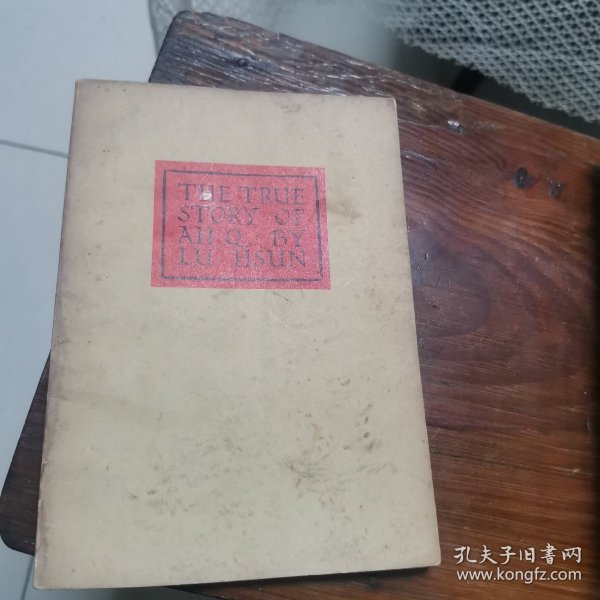 THE TRUE
STORY OF
AH Q BY
LU HSUN
孔夫子旧书网
www.kongfz.com